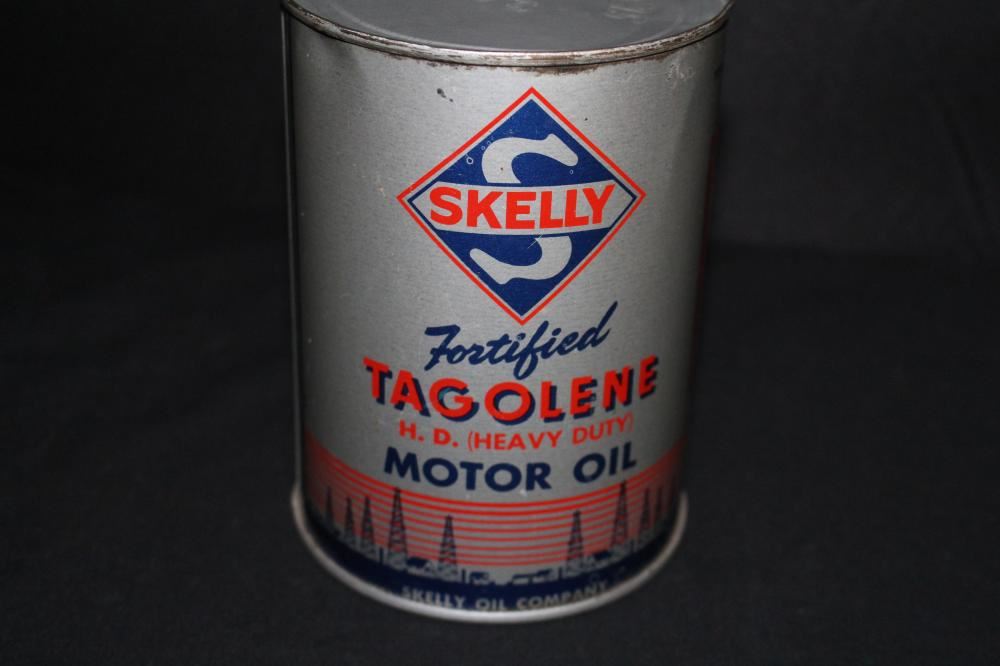 SKELLY
Fortified
TAGOLENE
H. D. (HEAVY DUTY)
MOTOR OIL
SKELLY OIL COMPANY